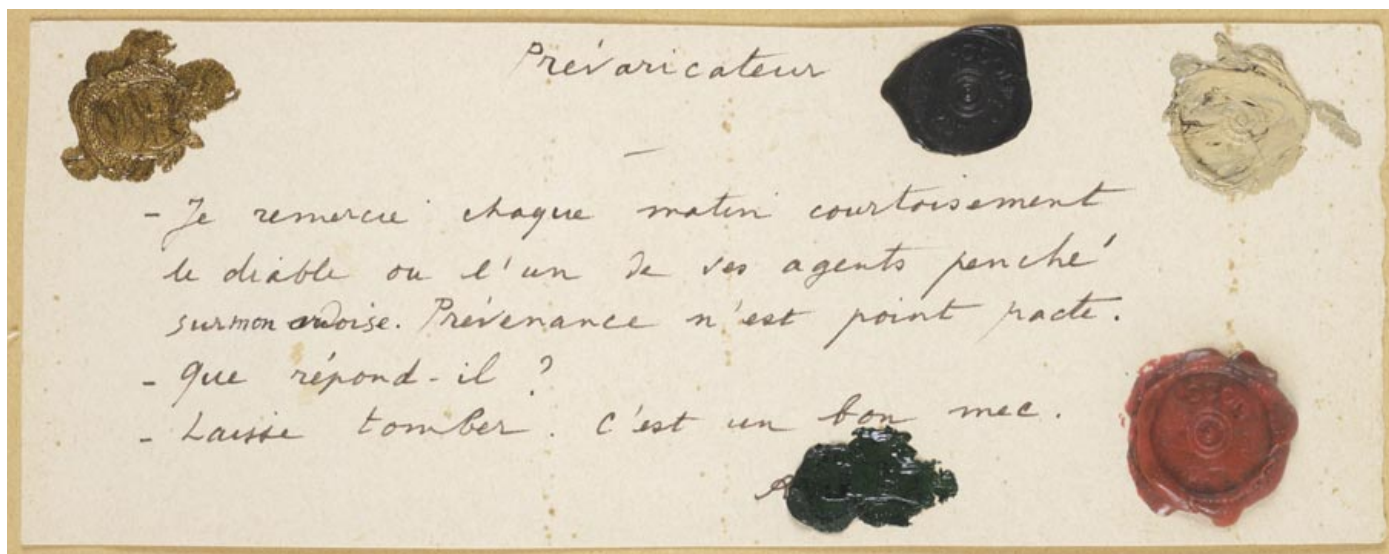 Prévaricateur
—
- Je remercie chaque matin courtoisement
le diable ou l'un de ses agents penché
sur mon ardoise. Prévenance n'est point pacte.
- Que répond-il ?
- Laisse tomber. C'est un bon mec.